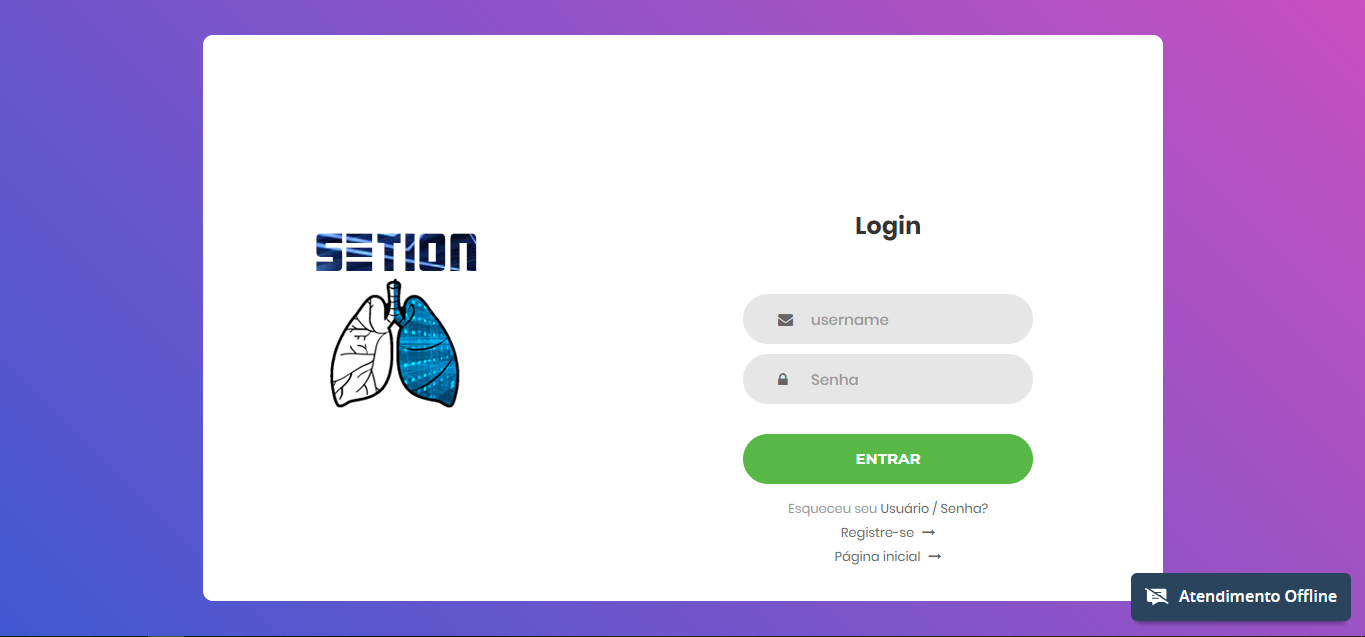 SETION
Login
username
Senha
ENTRAR
Esqueceu seu Usuário / Senha?
Registre-se
Página inicial
Atendimento Offline